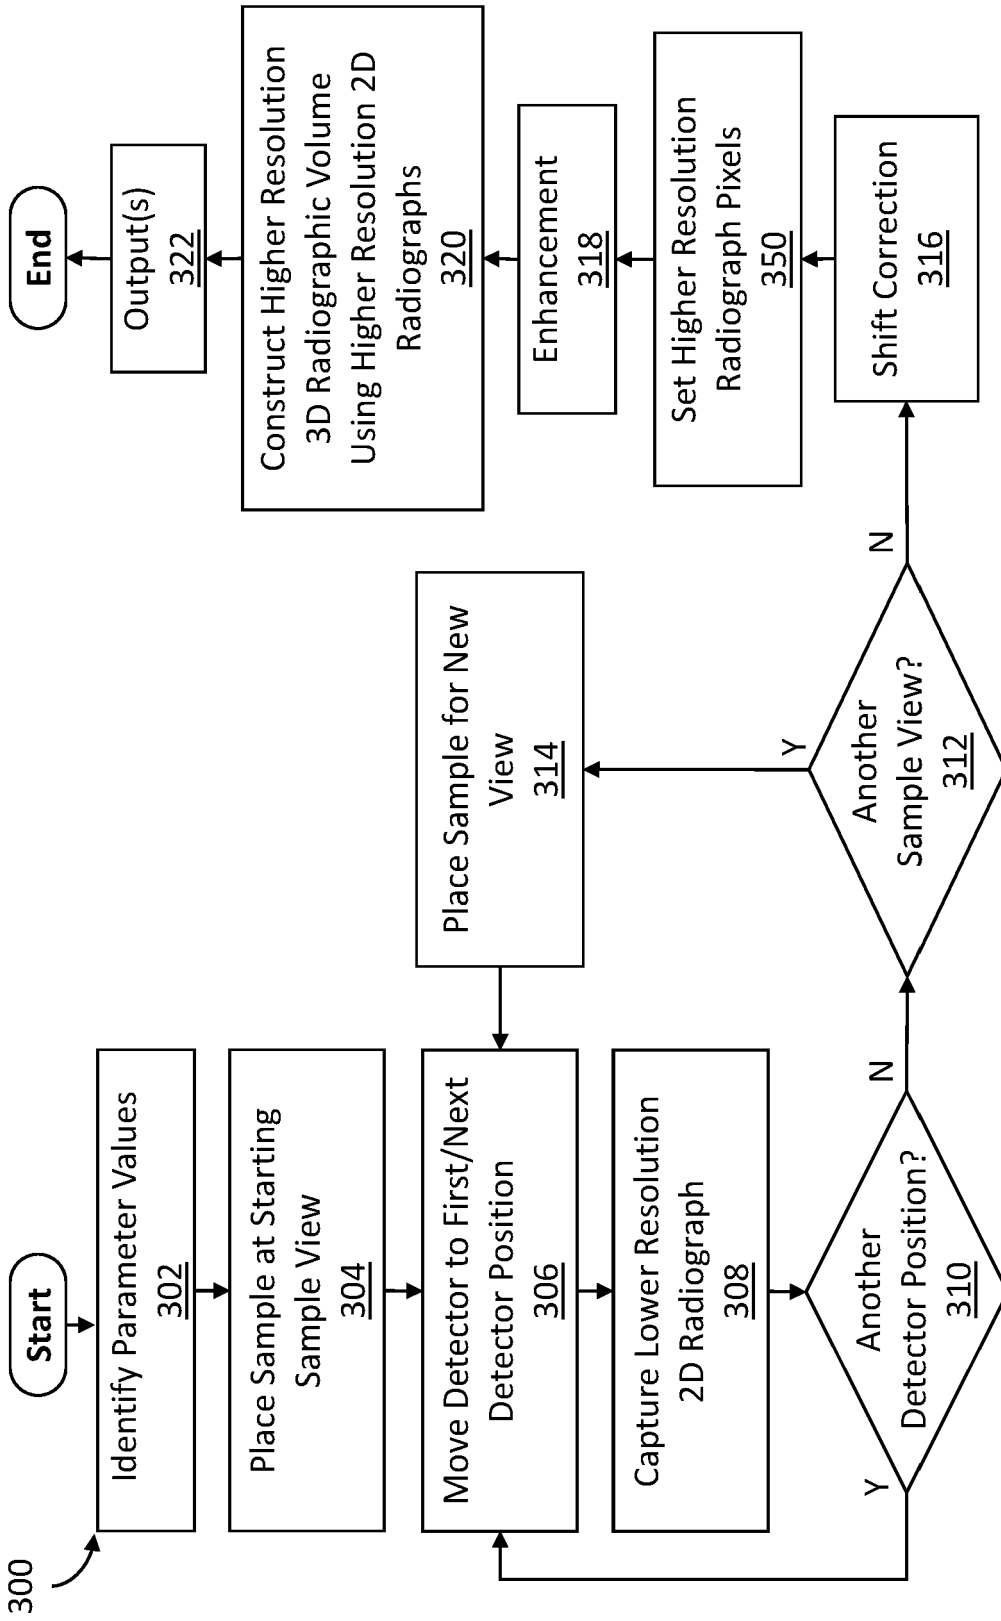 300
Start
Identify Parameter Values
302
Place Sample at Starting
Sample View
304
Move Detector to First/Next
Detector Position
306
Capture Lower Resolution
2D Radiograph
308
Another
Detector Position?
310
Y
N
Place Sample for New
View
314
Another
Sample View?
312
Y
N
Shift Correction
316
Set Higher Resolution
Radiograph Pixels
350
Enhancement
318
Construct Higher Resolution
3D Radiographic Volume
Using Higher Resolution 2D
Radiographs
320
Output(s)
322
End